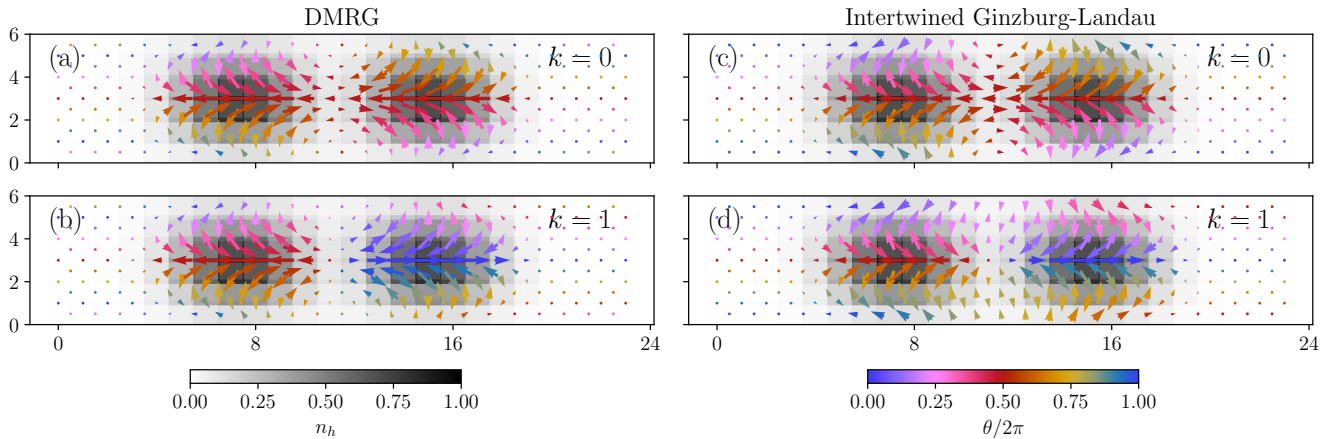 DMRG
Intertwined Ginzburg-Landau
6
4
2
0
(a)
k = 0
0
8
16
24
(c)
k = 0
6
4
2
0
(b)
k = 1
0
8
16
24
(d)
k = 1
0.00 0.25 0.50 0.75 1.00
n_h
0.00 0.25 0.50 0.75 1.00
θ/2π